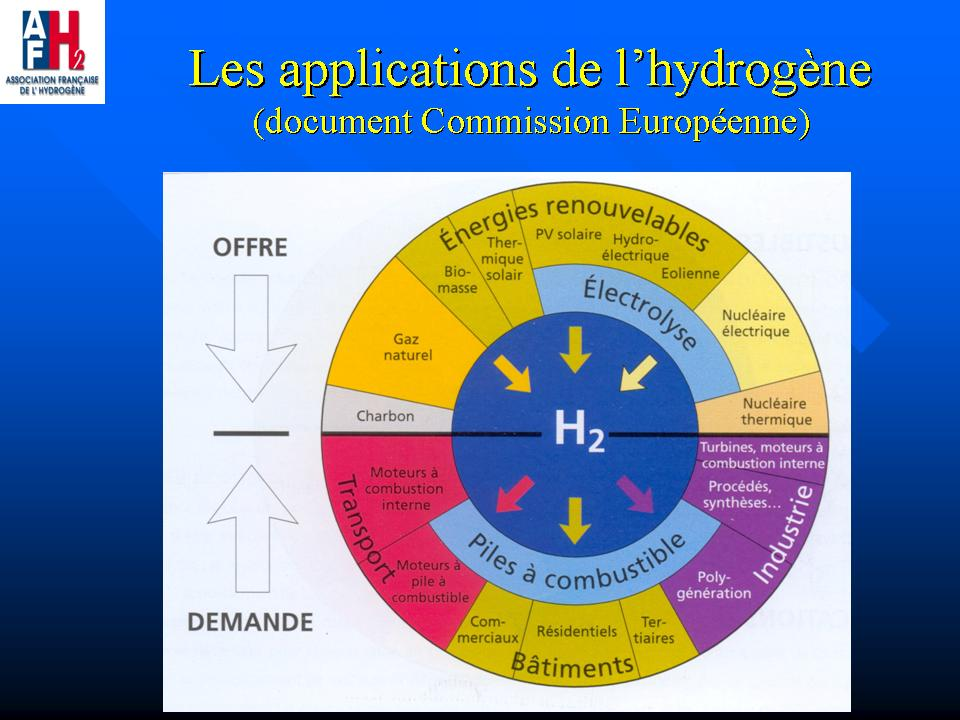 AFH2
ASSOCIATION FRANÇAISE
DE L' HYDROGÈNE
Les applications de l’hydrogène
(document Commission Européenne)
OFFRE
DEMANDE
Énergies renouvelables
Bio-
masse
Ther-
mique
solair
PV solaire
Hydro-
électrique
Eolienne
Électrolyse
Nucléaire
électrique
Nucléaire
thermique
Gaz
naturel
Charbon
H2
Transport
Moteurs à
combustion
interne
Moteurs à
pile à
combustible
Piles à combustible
Com-
merciaux
Résidentiels
Ter-
tiaires
Bâtiments
Turbines, moteurs à
combustion interne
Procédés,
synthèses...
Poly-
génération
Industrie